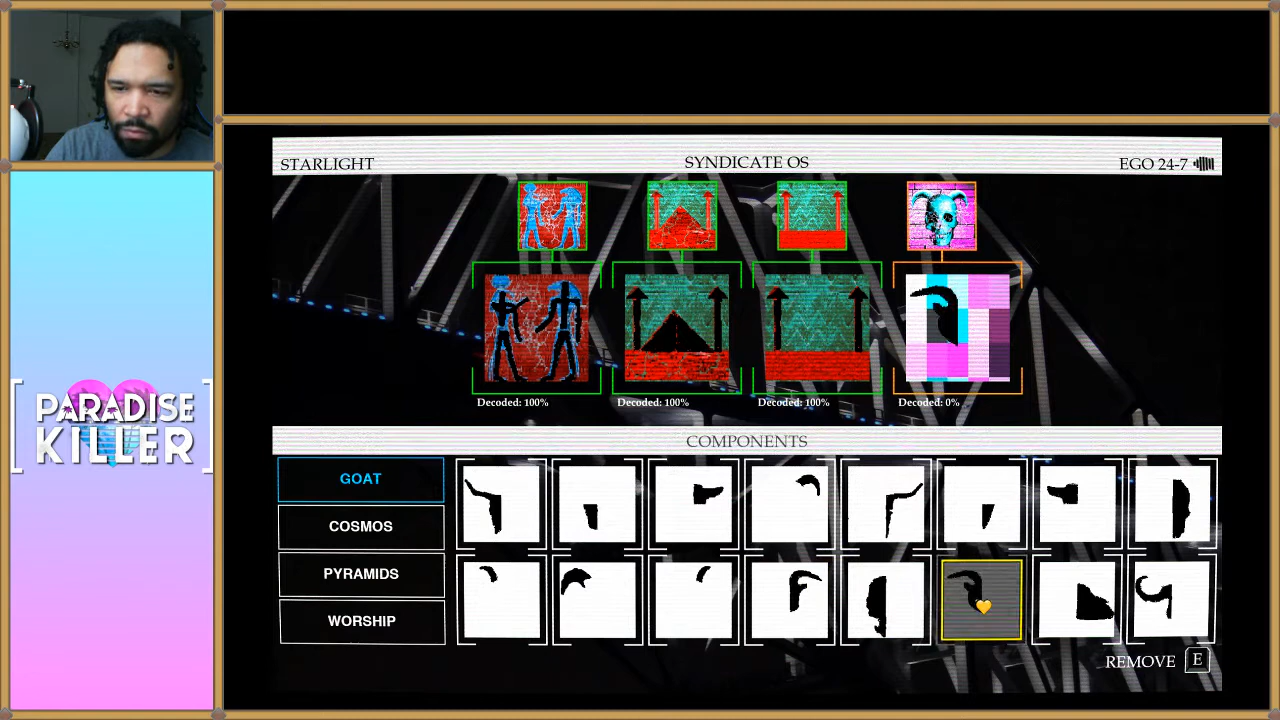 STARLIGHT
SYNDICATE OS
EGO 24-7
Decoded: 100%
Decoded: 100%
Decoded: 100%
Decoded: 0%
PARADISE
KILLER
COMPONENTS
GOAT
COSMOS
PYRAMIDS
WORSHIP
REMOVE E